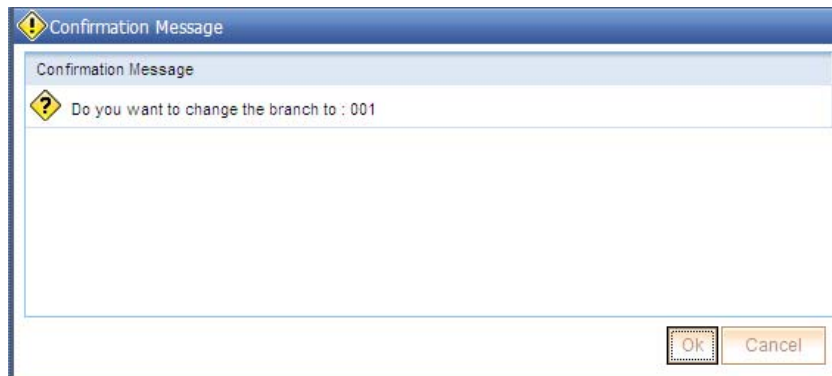 Confirmation Message
Confirmation Message
Do you want to change the branch to : 001
Ok
Cancel